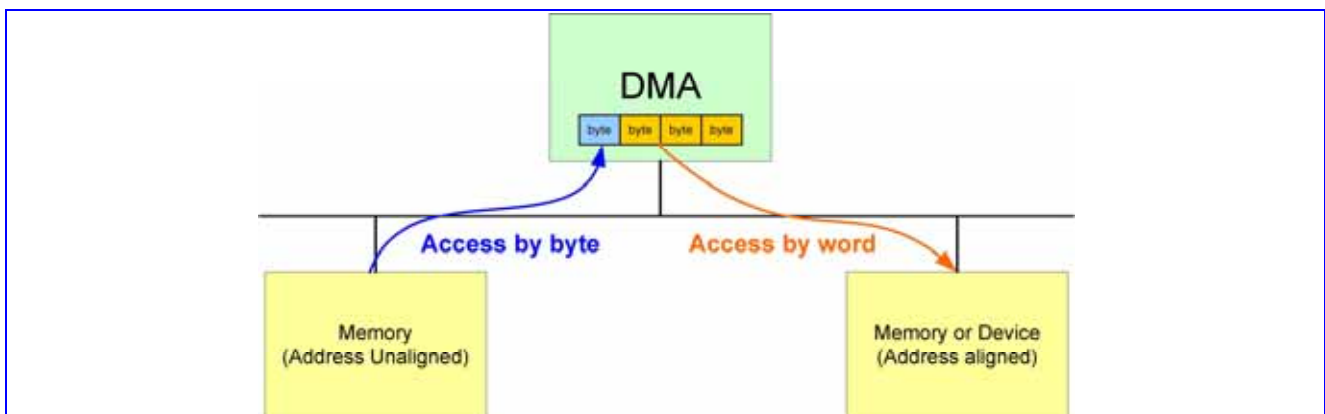 DMA
byte byte byte byte
Access by byte Access by word
Memory
(Address Unaligned)
Memory or Device
(Address aligned)